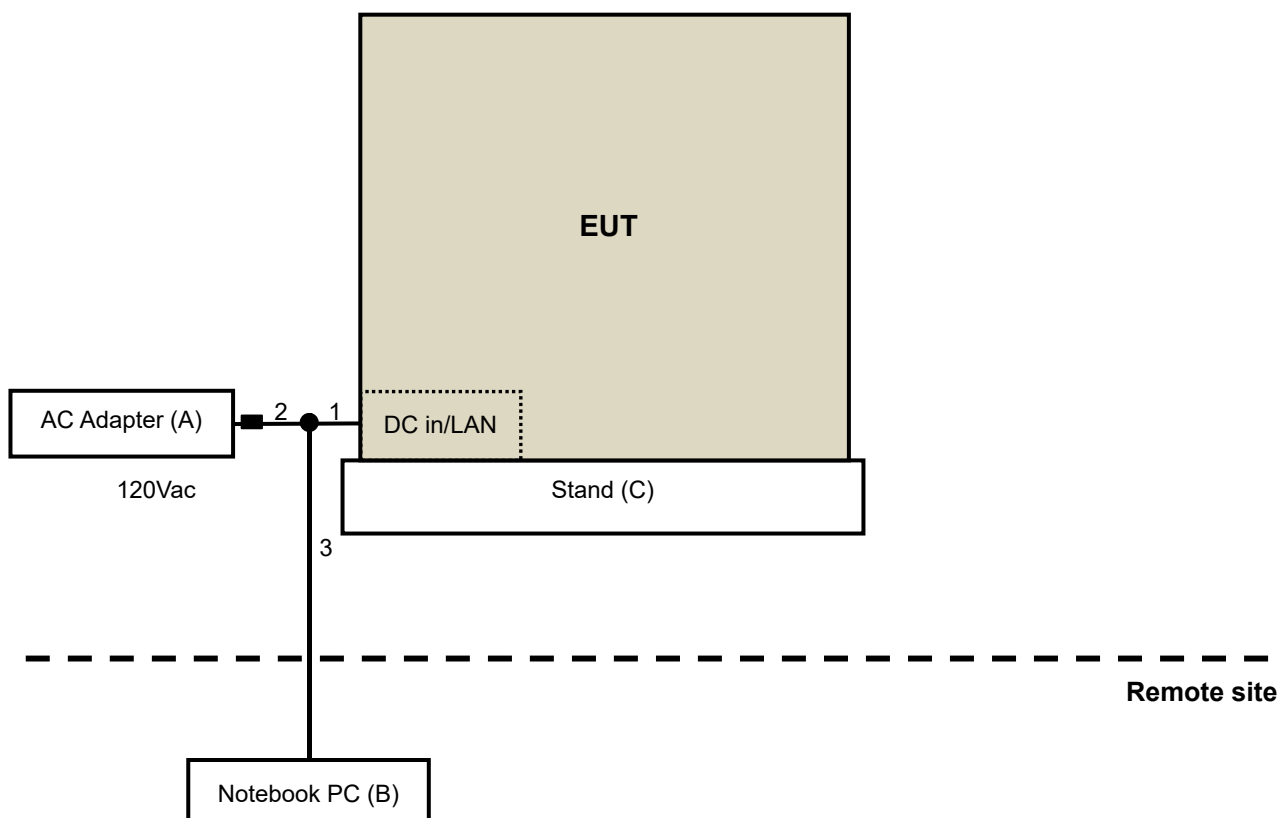 EUT
AC Adapter (A)
2
1
DC in/LAN
120Vac
Stand (C)
3
Remote site
Notebook PC (B)